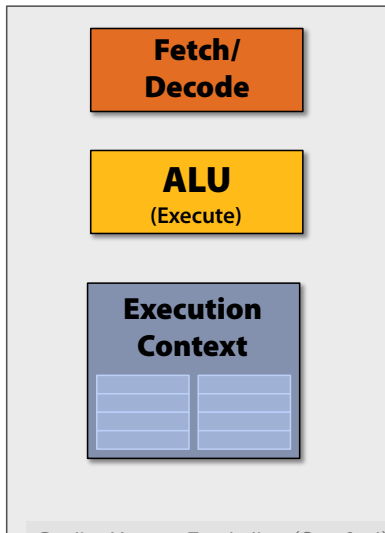 Fetch/
Decode
ALU
(Execute)
Execution
Context